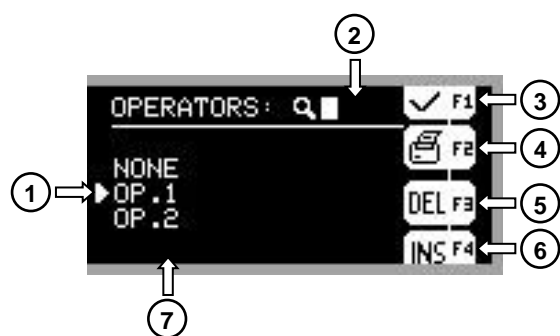 2
OPERATORS:
F1
3
F2
4
NONE
1
OP.1
OP.2
DEL F3
5
INS F4
6
7